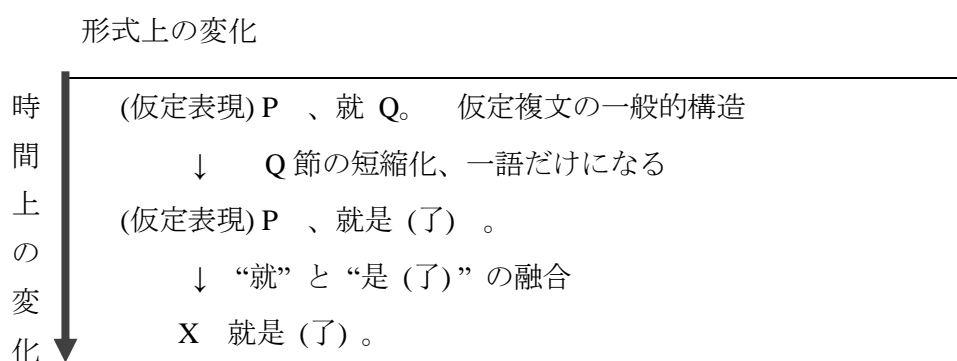 形式上の変化
時間上の変化
(仮定表現) P 、就 Q。 仮定複文の一般的構造
↓ Q 節の短縮化、一語だけになる
(仮定表現) P 、就是 (了) 。
↓ “就” と “是 (了) ” の融合
X 就是 (了) 。